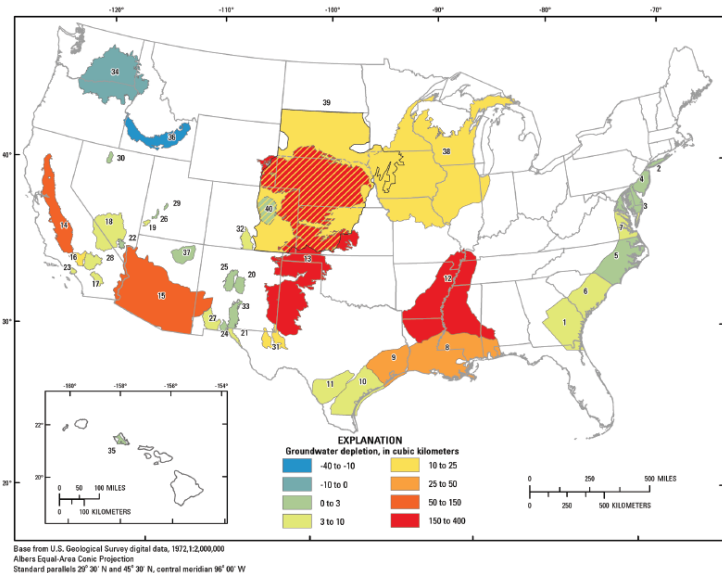 -120° -110° -100° -90° -80° -70°
34
39
36
38
40°
30
2
4
29
3
40
14
18
26
7
19
32
22
37
5
16
28
13
25
20
12
23
6
17
15
33
30°
27
1
24
21
31
8
9
11
10
-160° -158° -156° -154°
22°
35
20°
0 50 100 MILES
0 100 KILOMETERS
EXPLANATION
Groundwater depletion, in cubic kilometers
-40 to -10
10 to 25
-10 to 0
25 to 50
0 to 3
50 to 150
3 to 10
150 to 400
0 250 500 MILES
0 250 500 KILOMETERS
20°
Base from U.S. Geological Survey digital data, 1972,1:2,000,000
Albers Equal-Area Conic Projection
Standard parallels 29° 30' N and 45° 30' N, central meridian 96° 00' W